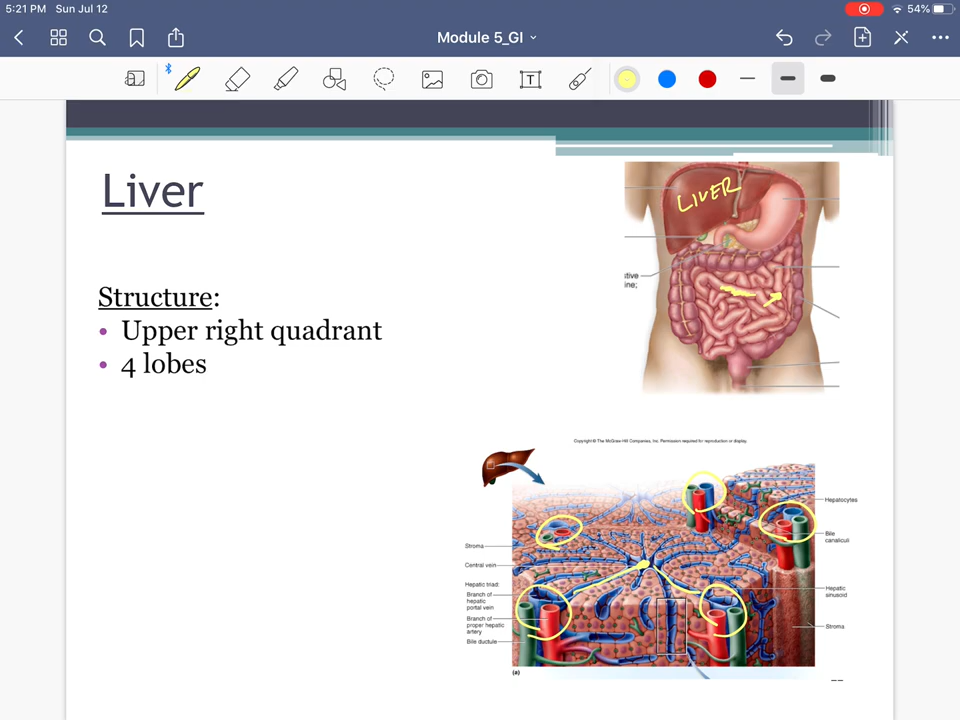 5:21 PM Sun Jul 12
54%
Module 5_GI
T
Liver
LIVER
tive
ine;
Structure:
• Upper right quadrant
• 4 lobes
Copyright © The McGraw-Hill Companies, Inc. Permission required for reproduction or display.
Hepatocytes
Bile
canaliculi
Stroma
Central vein
Hepatic triad:
Branch of
hepatic
portal vein
Branch of
proper hepatic
artery
Bile ductule
Hepatic
sinusoid
Stroma
(a)